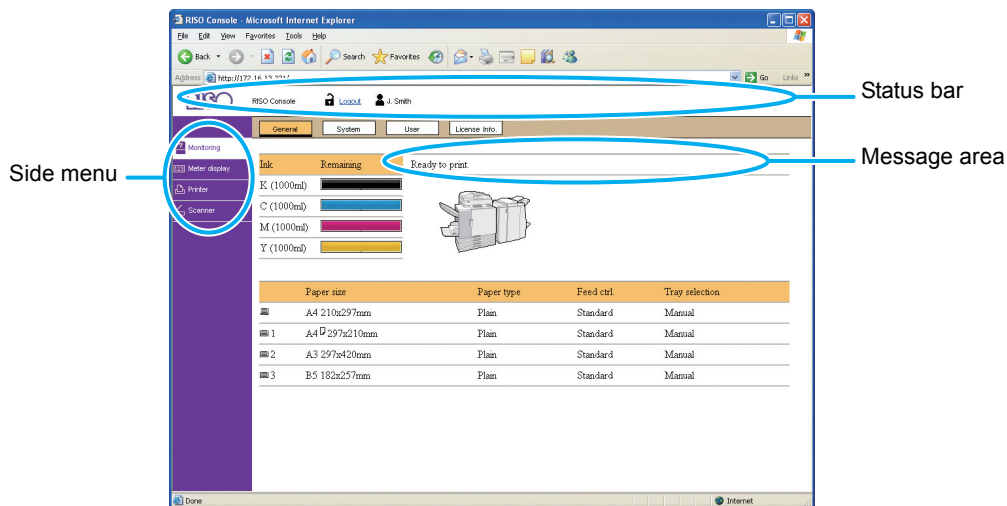 RISO Console - Microsoft Internet Explorer
File Edit View Favorites Tools Help
Back Search Favorites
Address http://172.16.13.221/ Go Links »
RISO Console Logout J. Smith
Status bar
General System User License Info.
Monitoring
Meter display
Printer
Scanner
Side menu
Ink Remaining Ready to print.
Message area
K (1000ml)
C (1000ml)
M (1000ml)
Y (1000ml)
Paper size Paper type Feed ctrl. Tray selection
A4 210x297mm Plain Standard Manual
1 A4 297x210mm Plain Standard Manual
2 A3 297x420mm Plain Standard Manual
3 B5 182x257mm Plain Standard Manual
Done Internet